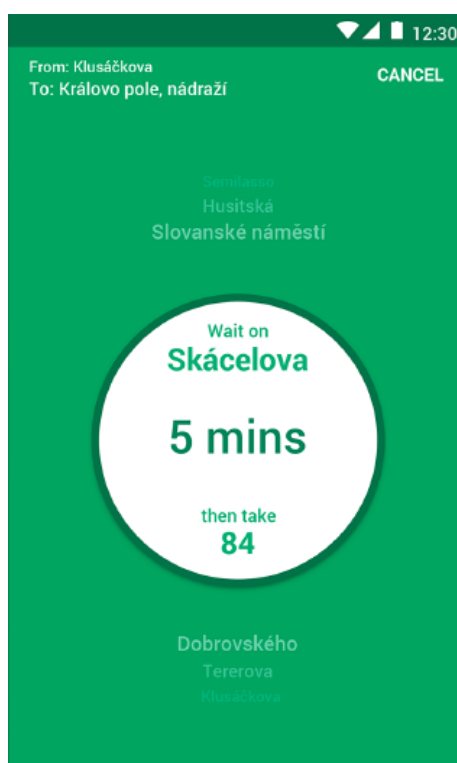 12:30
From: Klusáčkova
CANCEL
To: Královo pole, nádraží
Semilasso
Husitská
Slovanské náměstí
Wait on
Skácelova
5 mins
then take
84
Dobrovského
Tererova
Klusáčkova